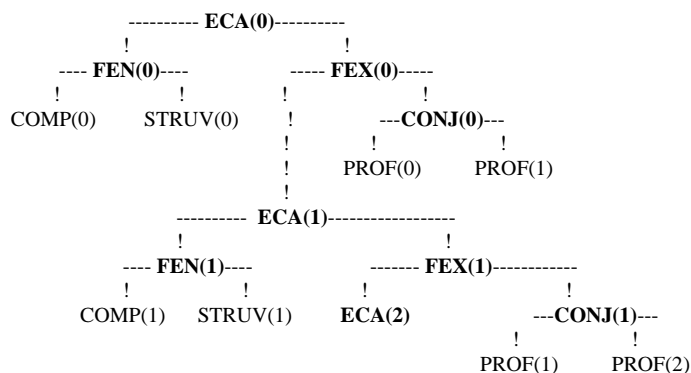 ---------- ECA(0)----------
! !
---- FEN(0)---- ---- FEX(0)-----
! ! ! !
COMP(0) STRUV(0) ! ---CONJ(0)---
! ! !
! PROF(0) PROF(1)
!
---------- ECA(1)------------------
! !
---- FEN(1)---- ------- FEX(1)------------
! ! ! !
COMP(1) STRUV(1) ECA(2) ---CONJ(1)---
! !
PROF(1) PROF(2)